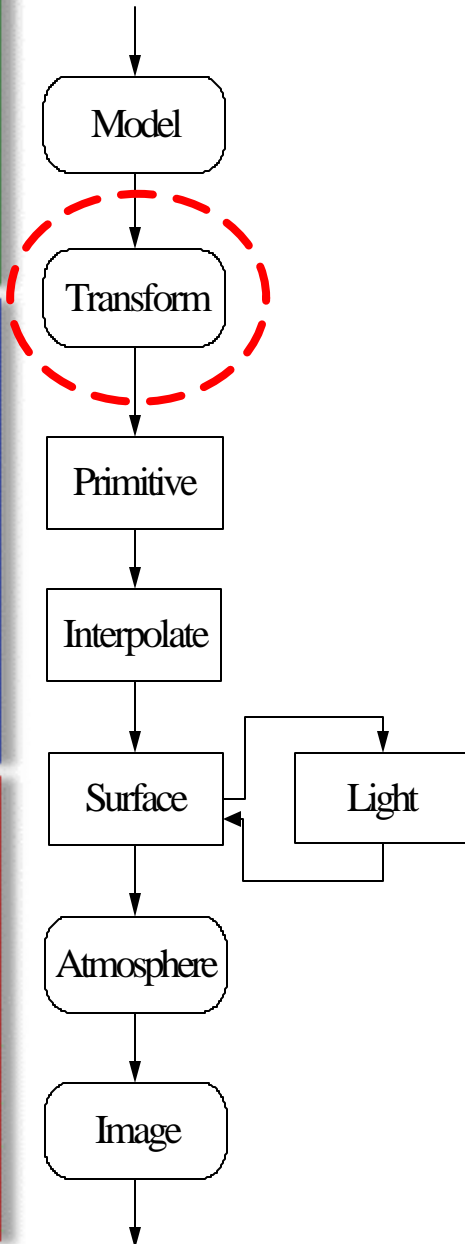 Model
Transform
Primitive
Interpolate
Surface
Light
Atmosphere
Image